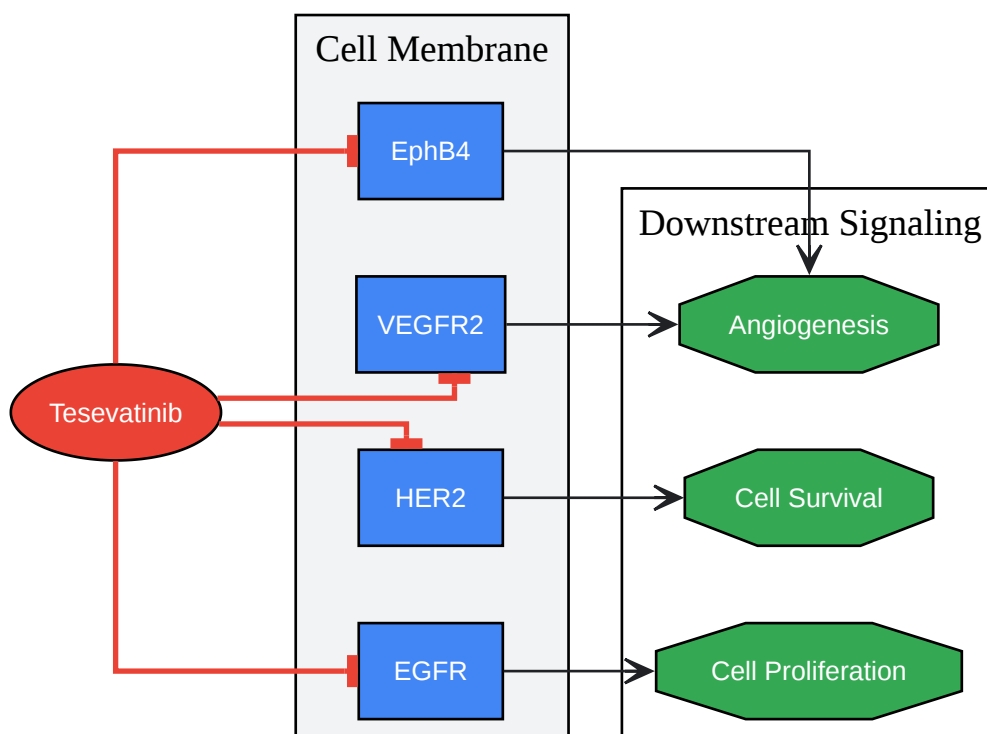 Cell Membrane
EphB4
Downstream Signaling
VEGFR2
Angiogenesis
Tesevatinib
HER2
Cell Survival
EGFR
Cell Proliferation